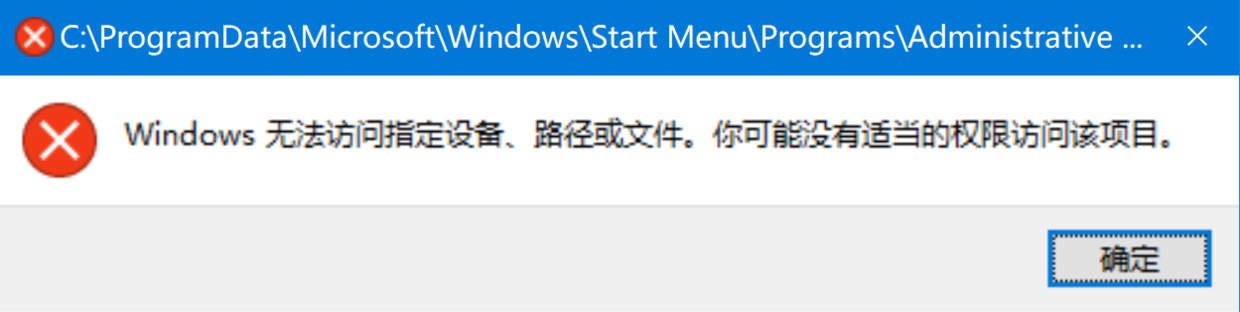 C:\ProgramData\Microsoft\Windows\Start Menu\Programs\Administrative ...
Windows 无法访问指定设备、路径或文件。你可能没有适当的权限访问该项目。
确定